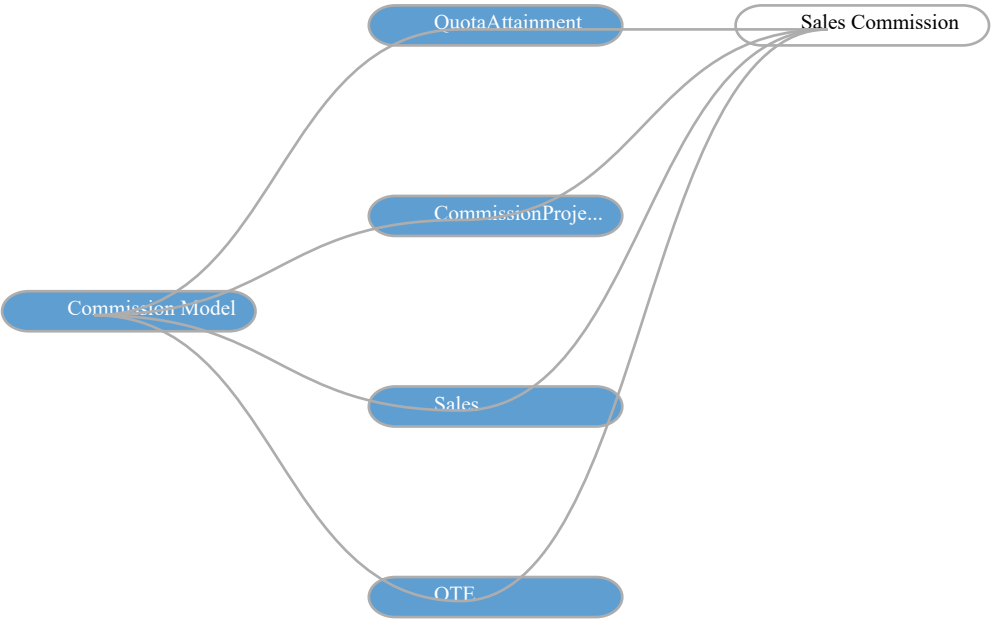 QuotaAttainment
Sales Commission
CommissionProje...
Commission Model
Sales
OTE